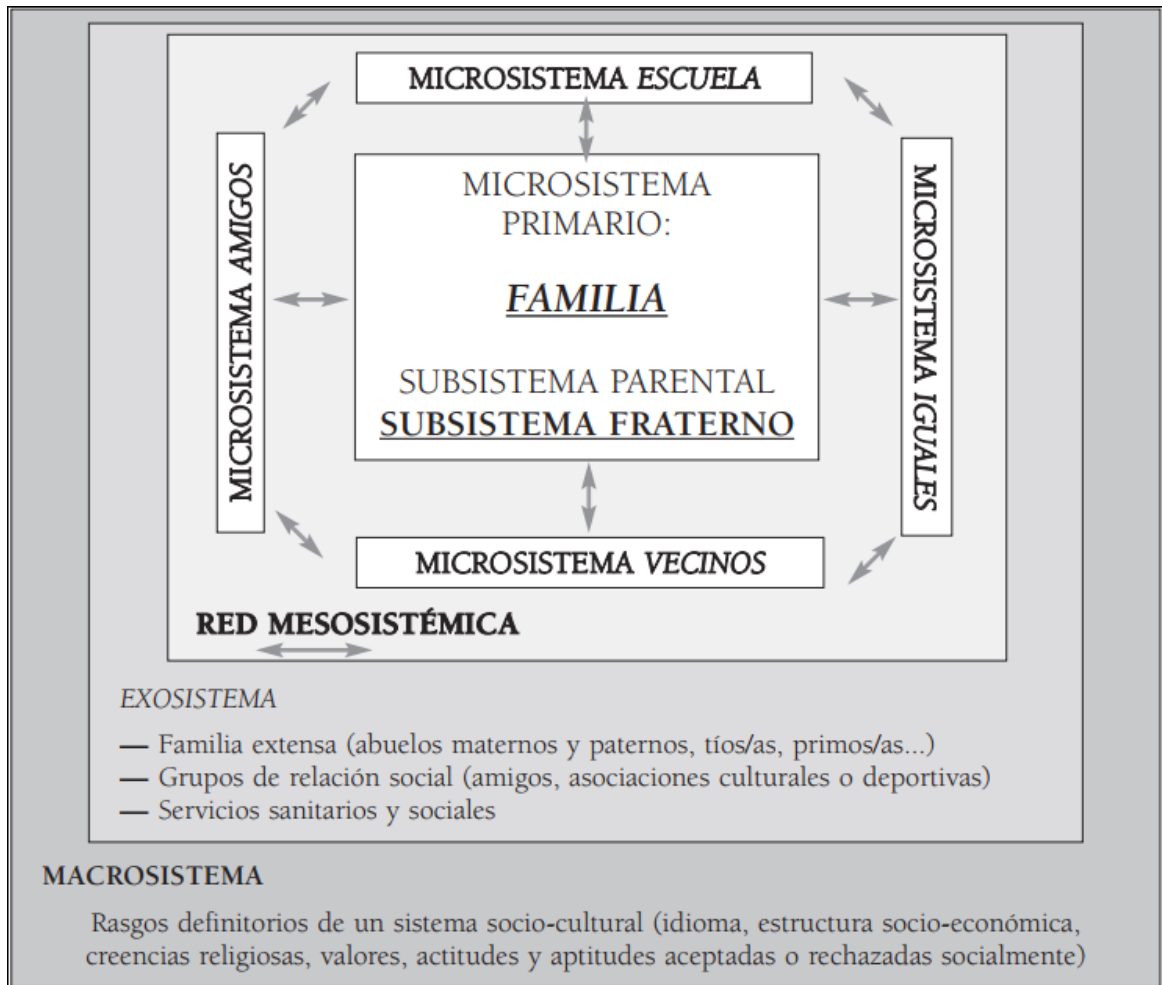 MICROSISTEMA ESCUELA
MICROSISTEMA AMIGOS
MICROSISTEMA
PRIMARIO:
FAMILIA
SUBSISTEMA PARENTAL
SUBSISTEMA FRATERNO
MICROSISTEMA IGUALES
MICROSISTEMA VECINOS
RED MESOSISTÉMICA
EXOSISTEMA
— Familia extensa (abuelos maternos y paternos, tíos/as, primos/as...)
— Grupos de relación social (amigos, asociaciones culturales o deportivas)
— Servicios sanitarios y sociales
MACROSISTEMA
Rasgos definitorios de un sistema socio-cultural (idioma, estructura socio-económica,
creencias religiosas, valores, actitudes y aptitudes aceptadas o rechazadas socialmente)